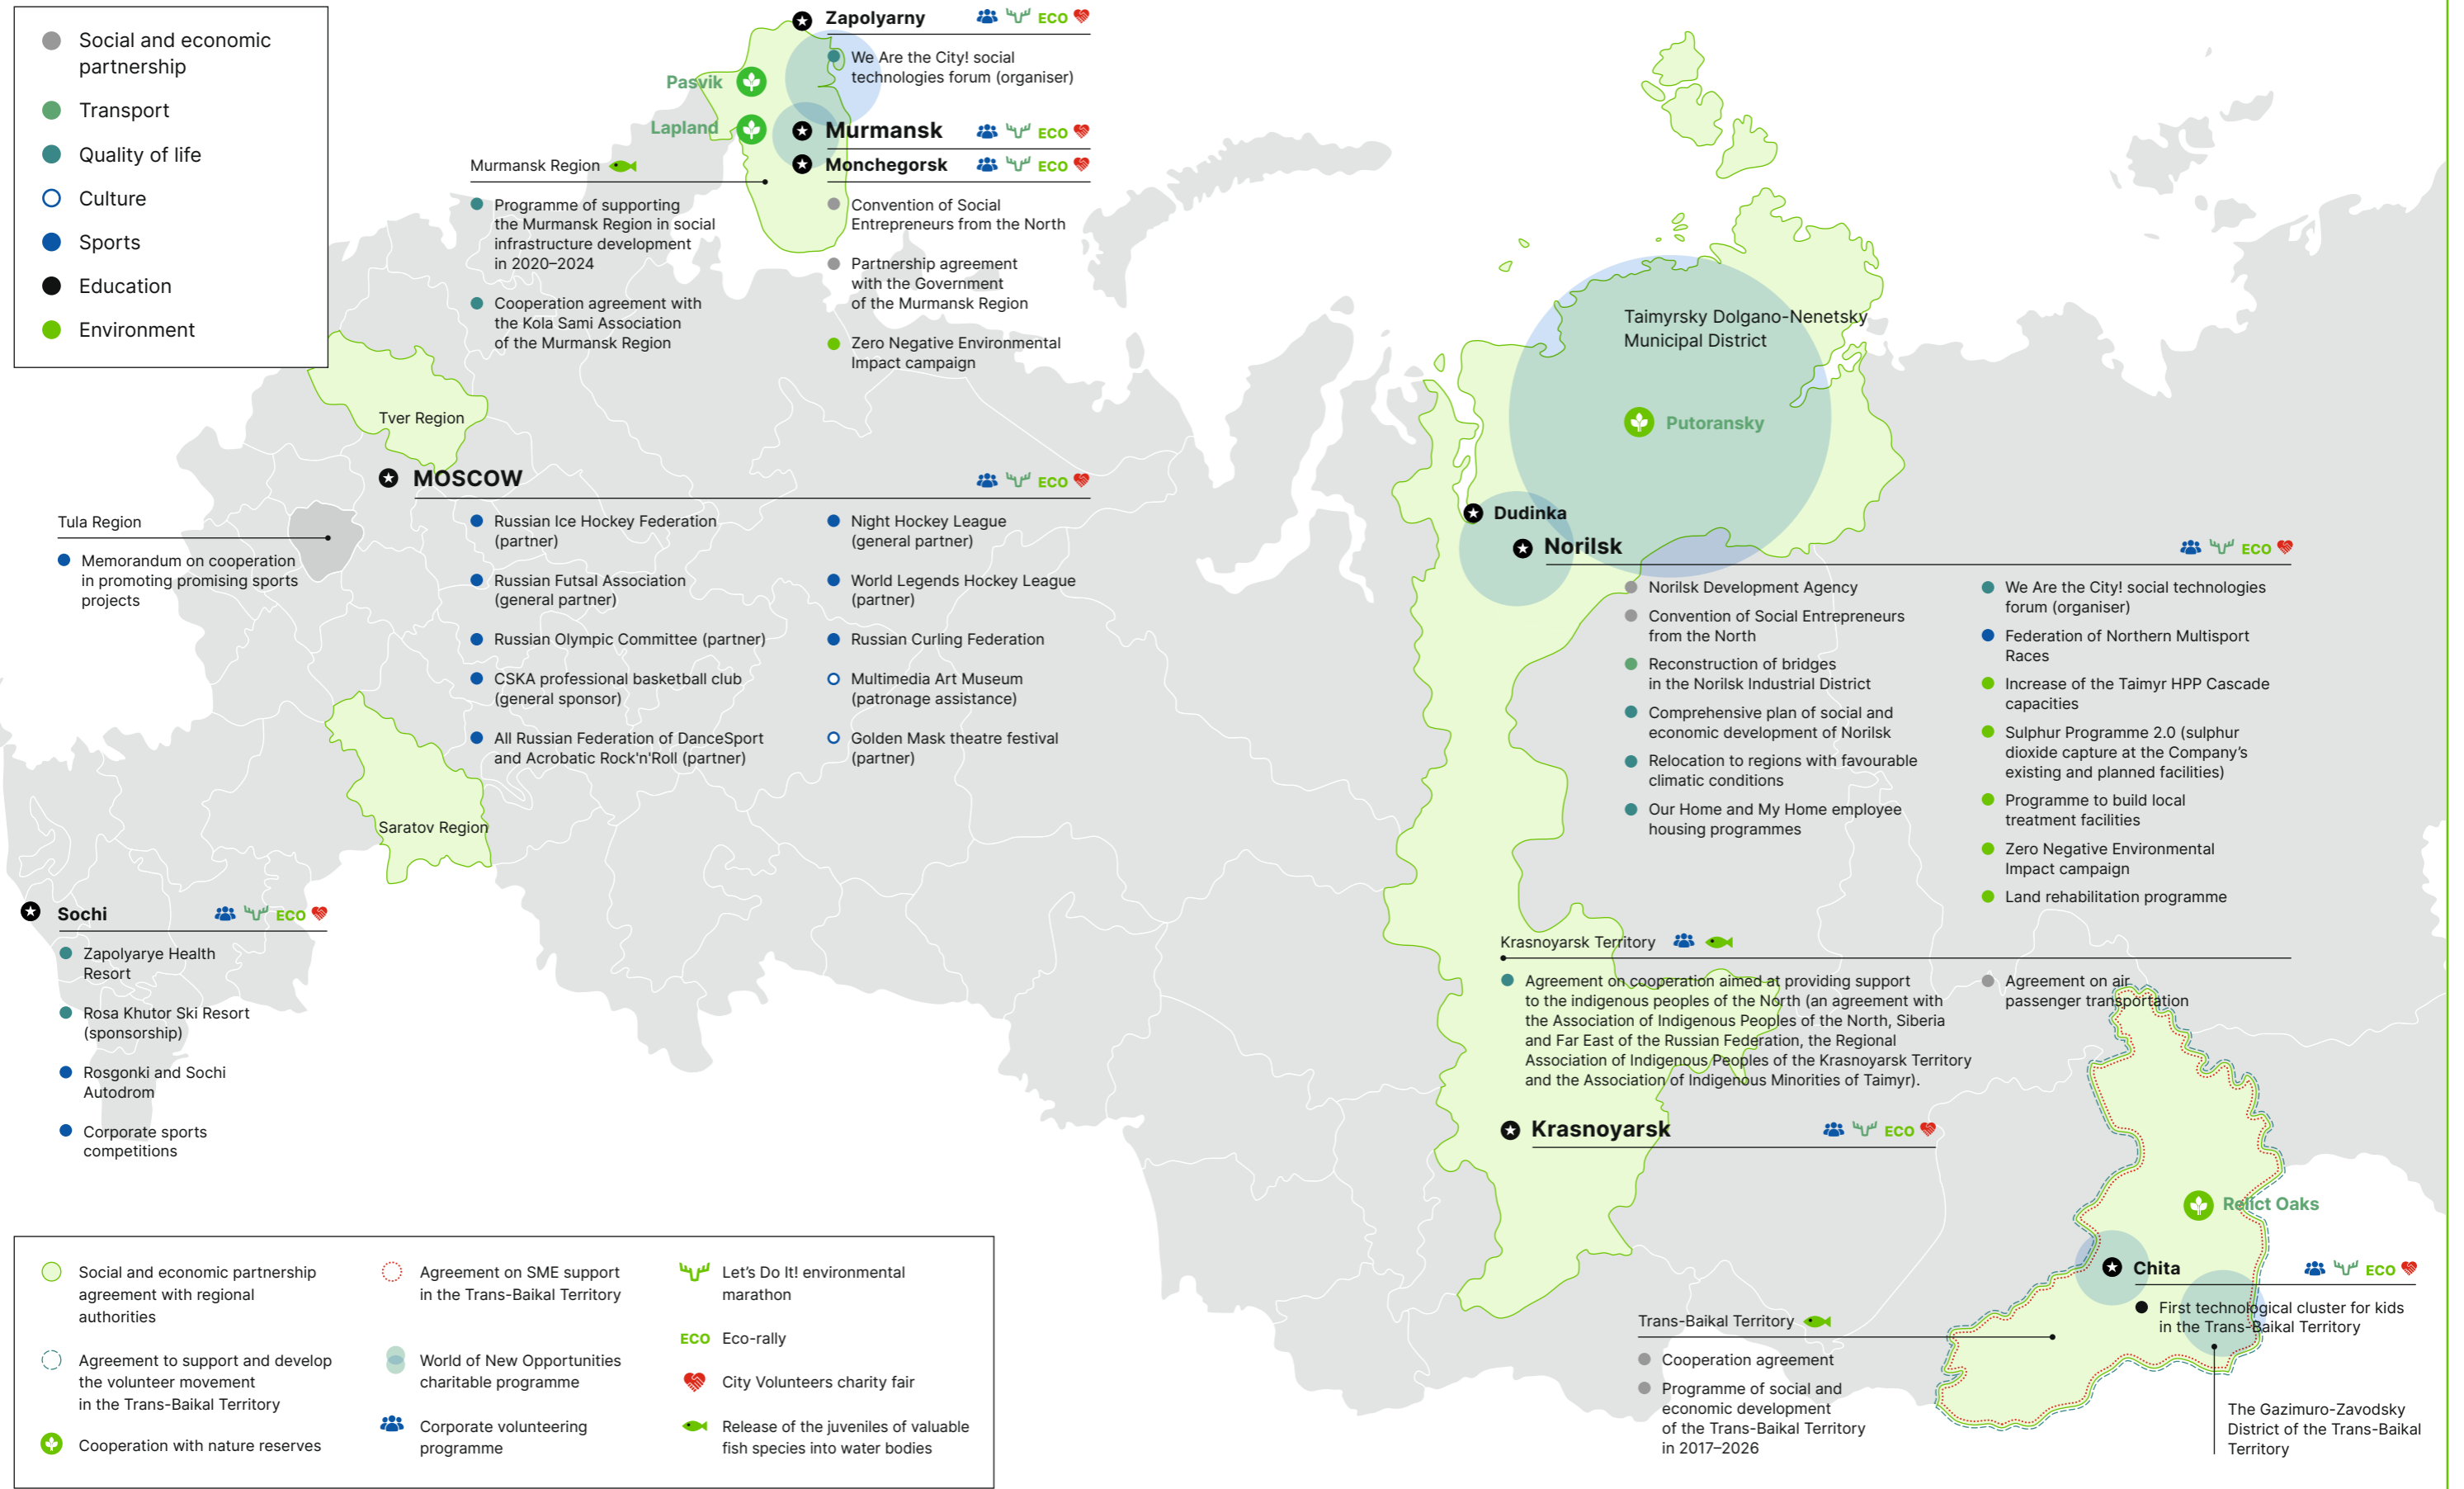 Social and economic
partnership
Transport
Quality of life
Culture
Sports
Education
Environment
Zapolyarny
ECO
We Are the City! social
technologies forum (organiser)
Pasvik
Lapland
Murmansk
ECO
Monchegorsk
ECO
Convention of Social
Entrepreneurs from the North
Partnership agreement
with the Government
of the Murmansk Region
Zero Negative Environmental
Impact campaign
Murmansk Region
Programme of supporting
the Murmansk Region in social
infrastructure development
in 2020–2024
Cooperation agreement with
the Kola Sami Association
of the Murmansk Region
Tver Region
MOSCOW
ECO
Russian Ice Hockey Federation
(partner)
Russian Futsal Association
(general partner)
Russian Olympic Committee (partner)
CSKA professional basketball club
(general sponsor)
All Russian Federation of DanceSport
and Acrobatic Rock'n'Roll (partner)
Night Hockey League
(general partner)
World Legends Hockey League
(partner)
Russian Curling Federation
Multimedia Art Museum
(patronage assistance)
Golden Mask theatre festival
(partner)
Tula Region
Memorandum on cooperation
in promoting promising sports
projects
Saratov Region
Sochi
ECO
Zapolyarye Health
Resort
Rosa Khutor Ski Resort
(sponsorship)
Rosgonki and Sochi
Autodrom
Corporate sports
competitions
Taimyrsky Dolgano-Nenetsky
Municipal District
Putoransky
Dudinka
Norilsk
ECO
Norilsk Development Agency
Convention of Social Entrepreneurs
from the North
Reconstruction of bridges
in the Norilsk Industrial District
Comprehensive plan of social and
economic development of Norilsk
Relocation to regions with favourable
climatic conditions
Our Home and My Home employee
housing programmes
We Are the City! social technologies
forum (organiser)
Federation of Northern Multisport
Races
Increase of the Taimyr HPP Cascade
capacities
Sulphur Programme 2.0 (sulphur
dioxide capture at the Company's
existing and planned facilities)
Programme to build local
treatment facilities
Zero Negative Environmental
Impact campaign
Land rehabilitation programme
Krasnoyarsk Territory
Agreement on cooperation aimed at providing support
to the indigenous peoples of the North (an agreement with
the Association of Indigenous Peoples of the North, Siberia
and Far East of the Russian Federation, the Regional
Association of Indigenous Peoples of the Krasnoyarsk Territory
and the Association of Indigenous Minorities of Taimyr).
Agreement on air
passenger transportation
Krasnoyarsk
ECO
Relict Oaks
Chita
ECO
First technological cluster for kids
in the Trans-Baikal Territory
Trans-Baikal Territory
Cooperation agreement
Programme of social and
economic development
of the Trans-Baikal Territory
in 2017–2026
The Gazimuro-Zavodsky
District of the Trans-Baikal
Territory
Social and economic partnership
agreement with regional
authorities
Agreement to support and develop
the volunteer movement
in the Trans-Baikal Territory
Cooperation with nature reserves
Agreement on SME support
in the Trans-Baikal Territory
World of New Opportunities
charitable programme
Corporate volunteering
programme
Let's Do It! environmental
marathon
ECO Eco-rally
City Volunteers charity fair
Release of the juveniles of valuable
fish species into water bodies